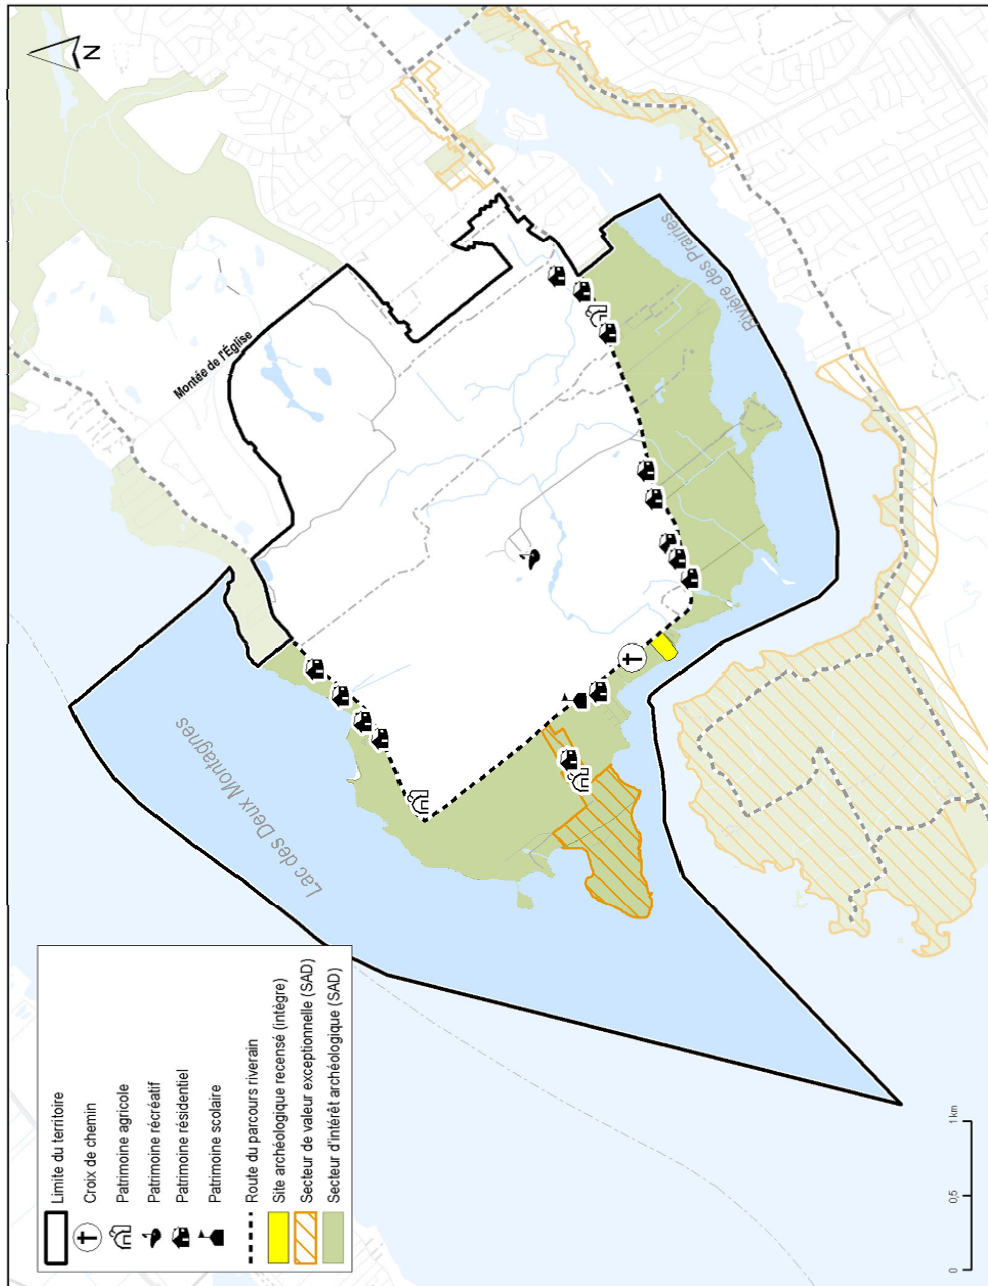 N
Montée de l'Église
Lac des Deux Montagnes
Rivière des Prairies
Limite du territoire
Croix de chemin
Patrimoine agricole
Patrimoine récréatif
Patrimoine résidentiel
Patrimoine scolaire
Route du parcours riverain
Site archéologique recensé (intègre)
Secteur de valeur exceptionnelle (SAD)
Secteur d'intérêt archéologique (SAD)
0 0,5 1 km